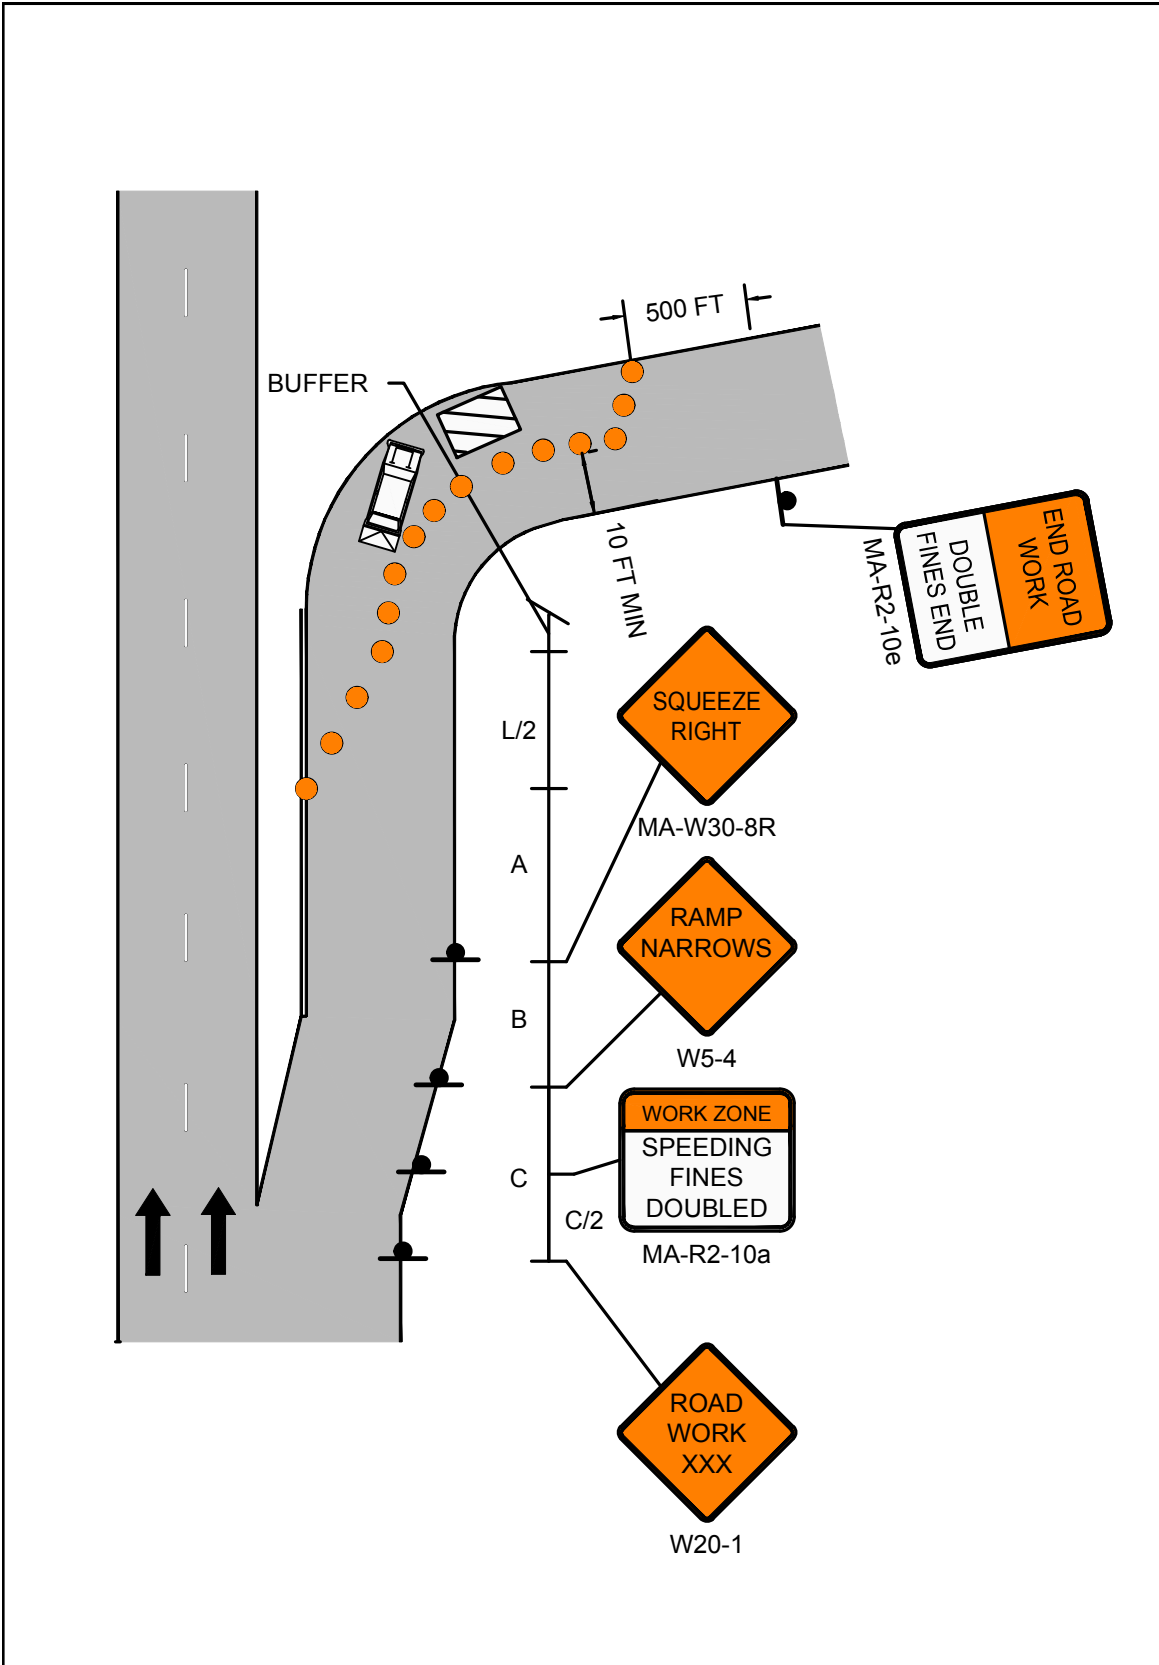 500 FT
BUFFER
10 FT MIN
END ROAD
WORK
DOUBLE
FINES END
MA-R2-10e
L/2
SQUEEZE
RIGHT
MA-W30-8R
A
RAMP
NARROWS
W5-4
B
WORK ZONE
SPEEDING
FINES
DOUBLED
MA-R2-10a
C
C/2
ROAD
WORK
XXX
W20-1